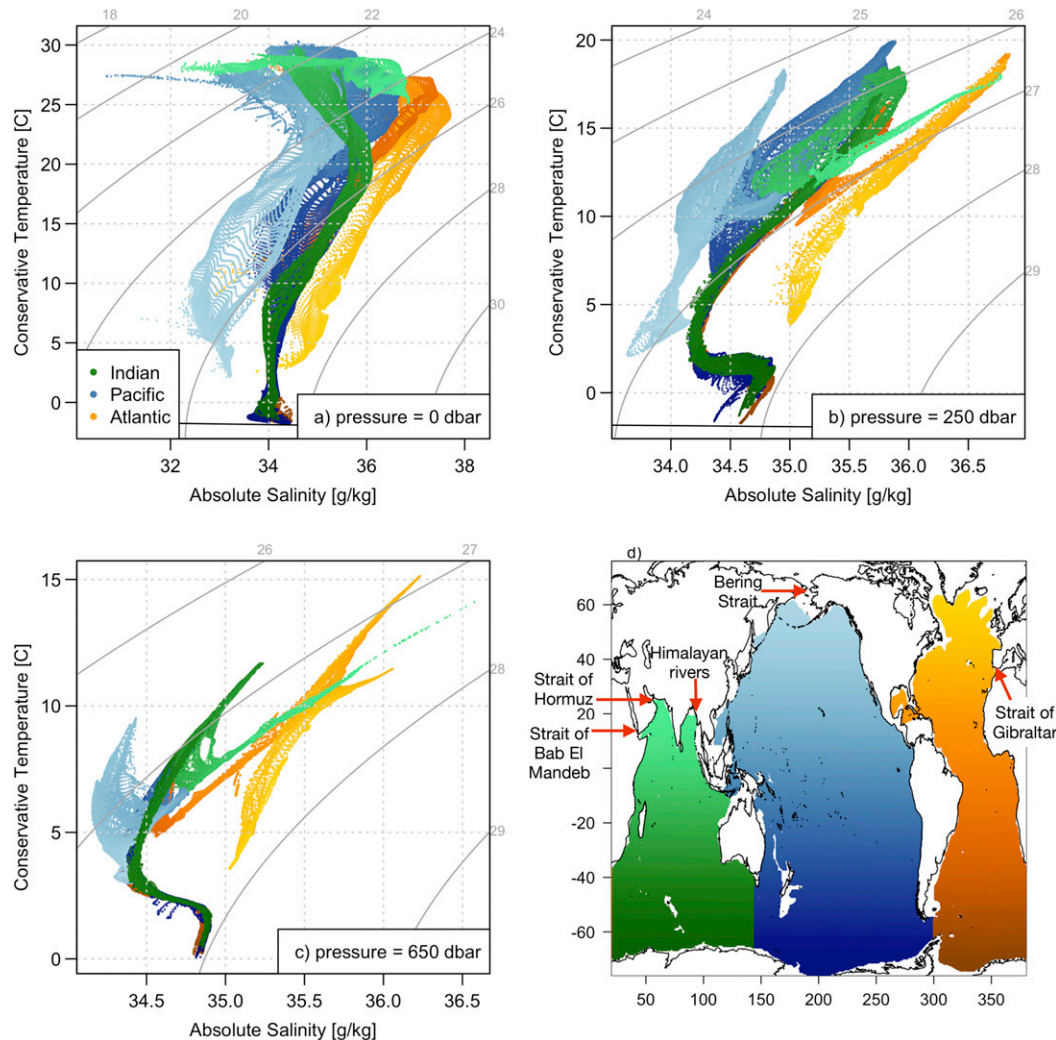 18
20
22
24
26
28
30
30
25
20
15
10
5
0
Conservative Temperature [C]
Indian
Pacific
Atlantic
a) pressure = 0 dbar
32
34
36
38
Absolute Salinity [g/kg]
24
25
26
27
28
29
20
15
10
5
0
Conservative Temperature [C]
b) pressure = 250 dbar
34.0
34.5
35.0
35.5
36.0
36.5
Absolute Salinity [g/kg]
26
27
28
29
15
10
5
0
Conservative Temperature [C]
c) pressure = 650 dbar
34.5
35.0
35.5
36.0
36.5
Absolute Salinity [g/kg]
d)
Bering
Strait
Himalayan
rivers
Strait of
Hormuz
Strait of
Bab El
Mandeb
Strait of
Gibraltar
60
40
20
-20
-40
-60
50
100
150
200
250
300
350